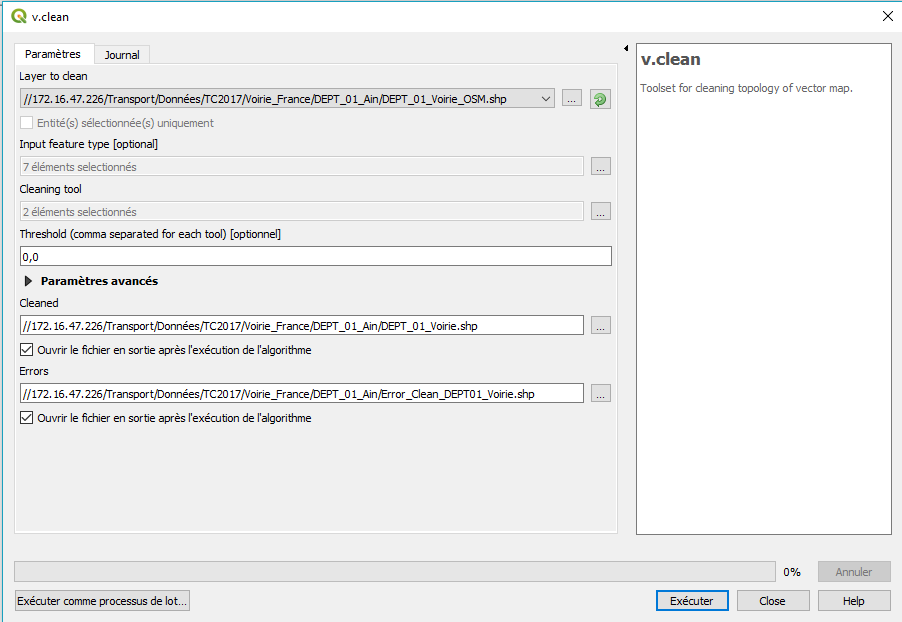 v.clean
Paramètres
Journal
Layer to clean
//172.16.47.226/Transport/Données/TC2017/Voirie_France/DEPT_01_Ain/DEPT_01_Voirie_OSM.shp
...
Entité(s) sélectionnée(s) uniquement
Input feature type [optional]
7 éléments selectionnés
...
Cleaning tool
2 éléments selectionnés
...
Threshold (comma separated for each tool) [optionnel]
0,0
Paramètres avancés
Cleaned
//172.16.47.226/Transport/Données/TC2017/Voirie_France/DEPT_01_Ain/DEPT_01_Voirie.shp
...
Ouvrir le fichier en sortie après l'exécution de l'algorithme
Errors
//172.16.47.226/Transport/Données/TC2017/Voirie_France/DEPT_01_Ain/Error_Clean_DEPT01_Voirie.shp
...
Ouvrir le fichier en sortie après l'exécution de l'algorithme
v.clean
Toolset for cleaning topology of vector map.
0%
Annuler
Exécuter comme processus de lot...
Exécuter
Close
Help